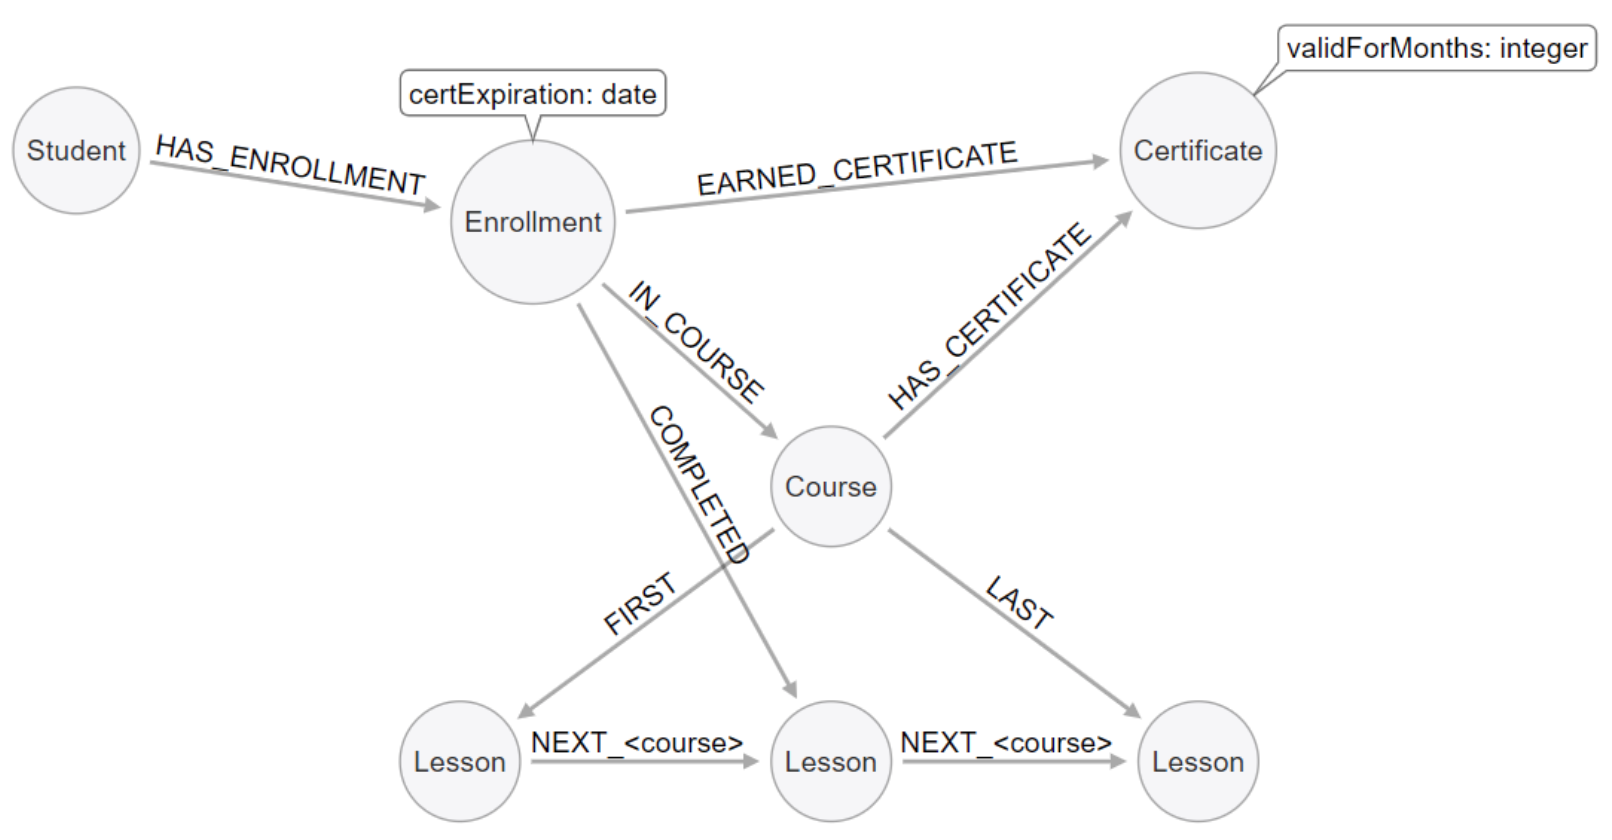 validForMonths: integer
certExpiration: date
Student
HAS_ENROLLMENT
Enrollment
EARNED_CERTIFICATE
Certificate
IN_COURSE
HAS_CERTIFICATE
COMPLETED
Course
FIRST
LAST
Lesson
NEXT_<course>
Lesson
NEXT_<course>
Lesson